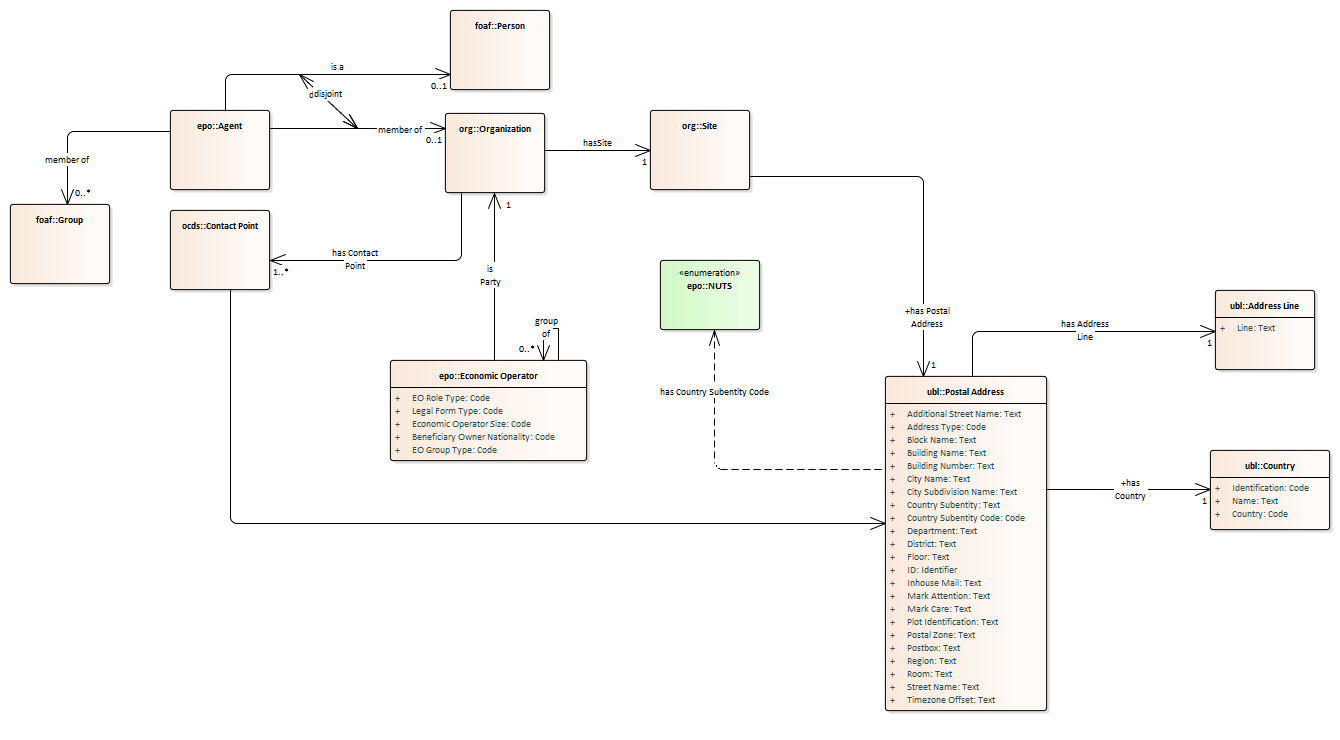 foaf::Person
is a
0..1
ddisjoint
epo::Agent
member of
0..1
org::Organization
hasSite
1
org::Site
member of
0..*
foaf::Group
ocds::Contact Point
has Contact
Point
1..*
1
is
Party
group
of
0..*
epo::Economic Operator
+ EO Role Type: Code
+ Legal Form Type: Code
+ Economic Operator Size: Code
+ Beneficiary Owner Nationality: Code
+ EO Group Type: Code
«enumeration»
epo::NUTS
has Country Subentity Code
+has Postal
Address
1
ubl::Postal Address
+ Additional Street Name: Text
+ Address Type: Code
+ Block Name: Text
+ Building Name: Text
+ Building Number: Text
+ City Name: Text
+ City Subdivision Name: Text
+ Country Subentity: Text
+ Country Subentity Code: Code
+ Department: Text
+ District: Text
+ Floor: Text
+ ID: Identifier
+ Inhouse Mail: Text
+ Mark Attention: Text
+ Mark Care: Text
+ Plot Identification: Text
+ Postal Zone: Text
+ Postbox: Text
+ Region: Text
+ Room: Text
+ Street Name: Text
+ Timezone Offset: Text
has Address
Line
1
ubl::Address Line
+ Line: Text
+has
Country
1
ubl::Country
+ Identification: Code
+ Name: Text
+ Country: Code